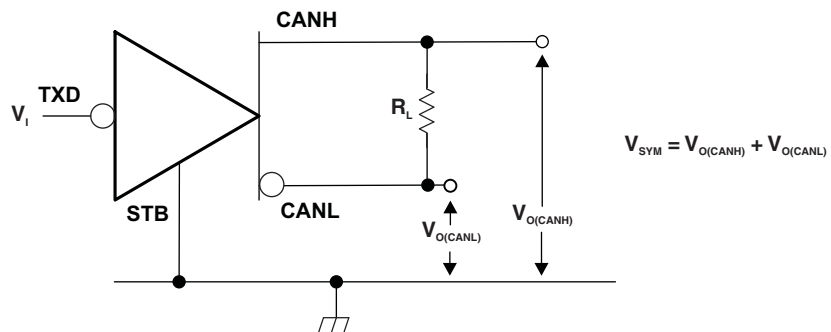 CANH
TXD
V_I
R_L
V_SYM = V_O(CANH) + V_O(CANL)
STB
CANL
V_O(CANL)
V_O(CANH)